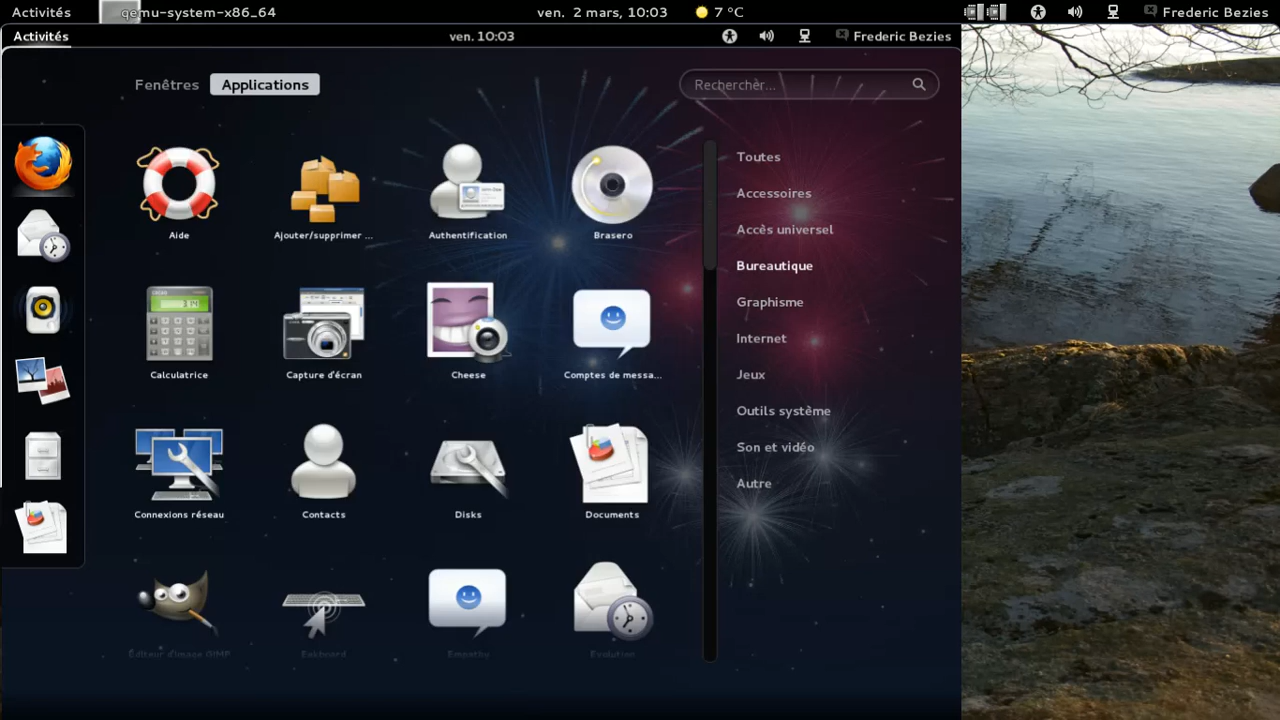 Activités qemu-system-x86_64 ven. 2 mars, 10:03 7 °C Frederic Bezies
Activités ven. 10:03 Frederic Bezies
Fenêtres Applications Rechercher...
Aide Ajouter/supprimer ... Authentification Brasero
Calculatrice Capture d'écran Cheese Comptes de messa...
Connexions réseau Contacts Disks Documents
Éditeur d'image GIMP Eekboard Empathy Evolution
Toutes
Accessoires
Accès universel
Bureautique
Graphisme
Internet
Jeux
Outils système
Son et vidéo
Autre